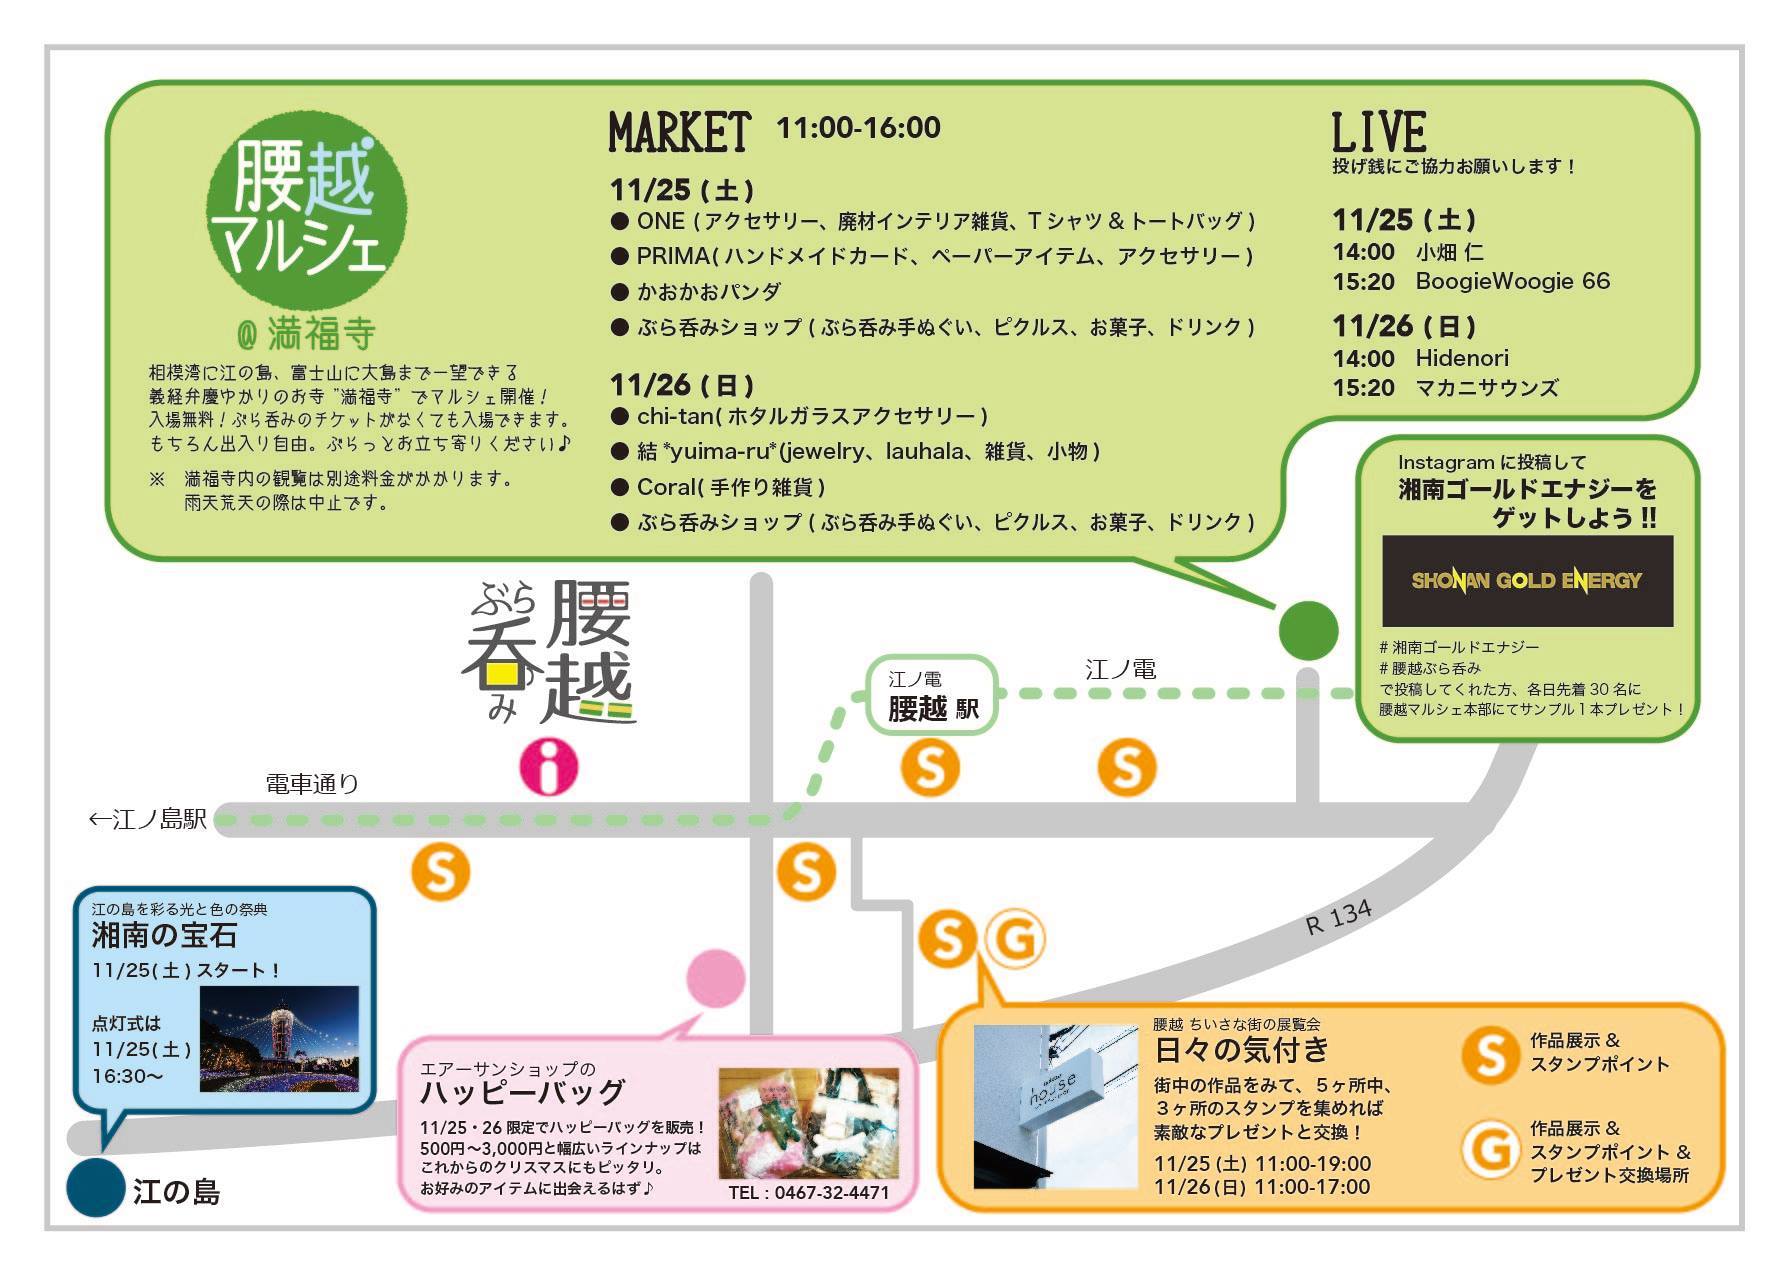 腰越
マルシェ
@ 満福寺
相模湾に江の島、富士山に大島まで一望できる
義経弁慶ゆかりのお寺 "満福寺" でマルシェ開催！
入場無料！ぶら呑みのチケットがなくても入場できます。
もちろん出入り自由。ぶらっとお立ち寄りください♪
※　満福寺内の観覧は別途料金がかかります。
雨天荒天の際は中止です。
MARKET 11:00-16:00
11/25 (土)
● ONE (アクセサリー、廃材インテリア雑貨、Tシャツ&トートバッグ)
● PRIMA(ハンドメイドカード、ペーパーアイテム、アクセサリー)
● かおかおパンダ
● ぶら呑みショップ (ぶら呑み手ぬぐい、ピクルス、お菓子、ドリンク)
11/26 (日)
● chi-tan(ホタルガラスアクセサリー)
● 結 *yuima-ru*(jewelry、lauhala、雑貨、小物)
● Coral(手作り雑貨)
● ぶら呑みショップ (ぶら呑み手ぬぐい、ピクルス、お菓子、ドリンク)
LIVE
投げ銭にご協力お願いします！
11/25 (土)
14:00 小畑 仁
15:20 BoogieWoogie 66
11/26 (日)
14:00 Hidenori
15:20 マカニサウンズ
Instagram に投稿して
湘南ゴールドエナジーを
ゲットしよう!!
SHONAN GOLD ENERGY
# 湘南ゴールドエナジー
# 腰越ぶら呑み
で投稿してくれた方、各日先着 30 名に
腰越マルシェ本部にてサンプル1本プレゼント！
腰越
ぶら呑み
江ノ電
腰越 駅
江ノ電
i
S
S
電車通り
←江ノ島駅
S
S
S
G
R 134
江の島を彩る光と色の祭典
湘南の宝石
11/25(土)スタート！
点灯式は
11/25(土)
16:30～
江の島
エアーサンショップの
ハッピーバッグ
11/25・26 限定でハッピーバッグを販売！
500円～3,000円と幅広いラインナップは
これからのクリスマスにもピッタリ。
お好みのアイテムに出会えるはず♪
TEL : 0467-32-4471
house
腰越 ちいさな街の展覧会
日々の気付き
街中の作品をみて、５ヶ所中、
３ヶ所のスタンプを集めれば
素敵なプレゼントと交換！
11/25 (土) 11:00-19:00
11/26 (日) 11:00-17:00
S 作品展示 &
スタンプポイント
G 作品展示 &
スタンプポイント &
プレゼント交換場所